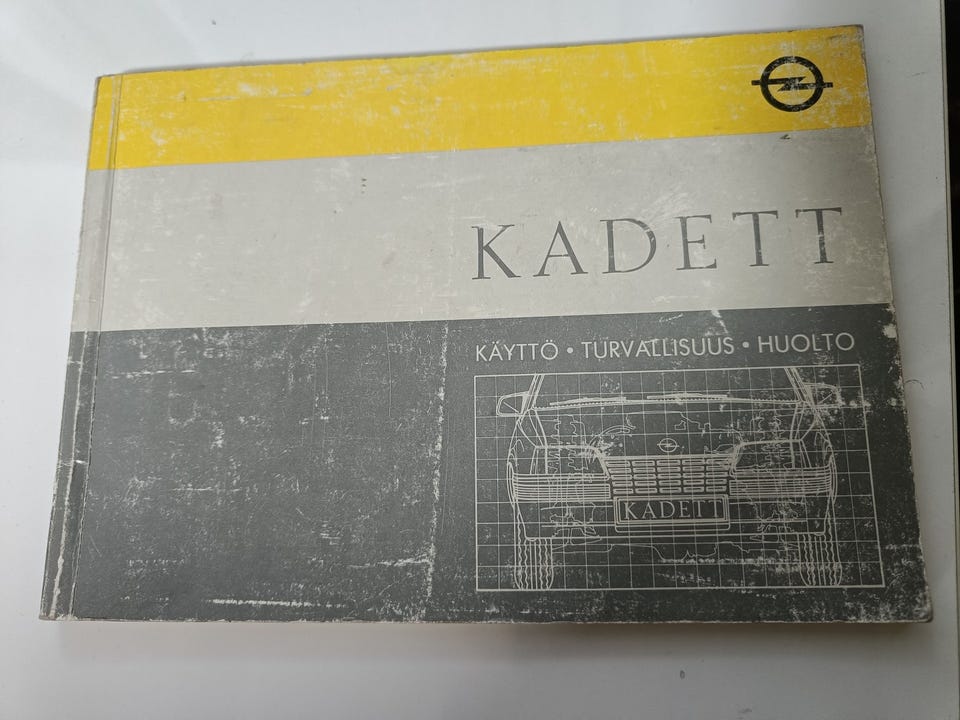 KADETT
KÄYTTÖ • TURVALLISUUS • HUOLTO
KADETT